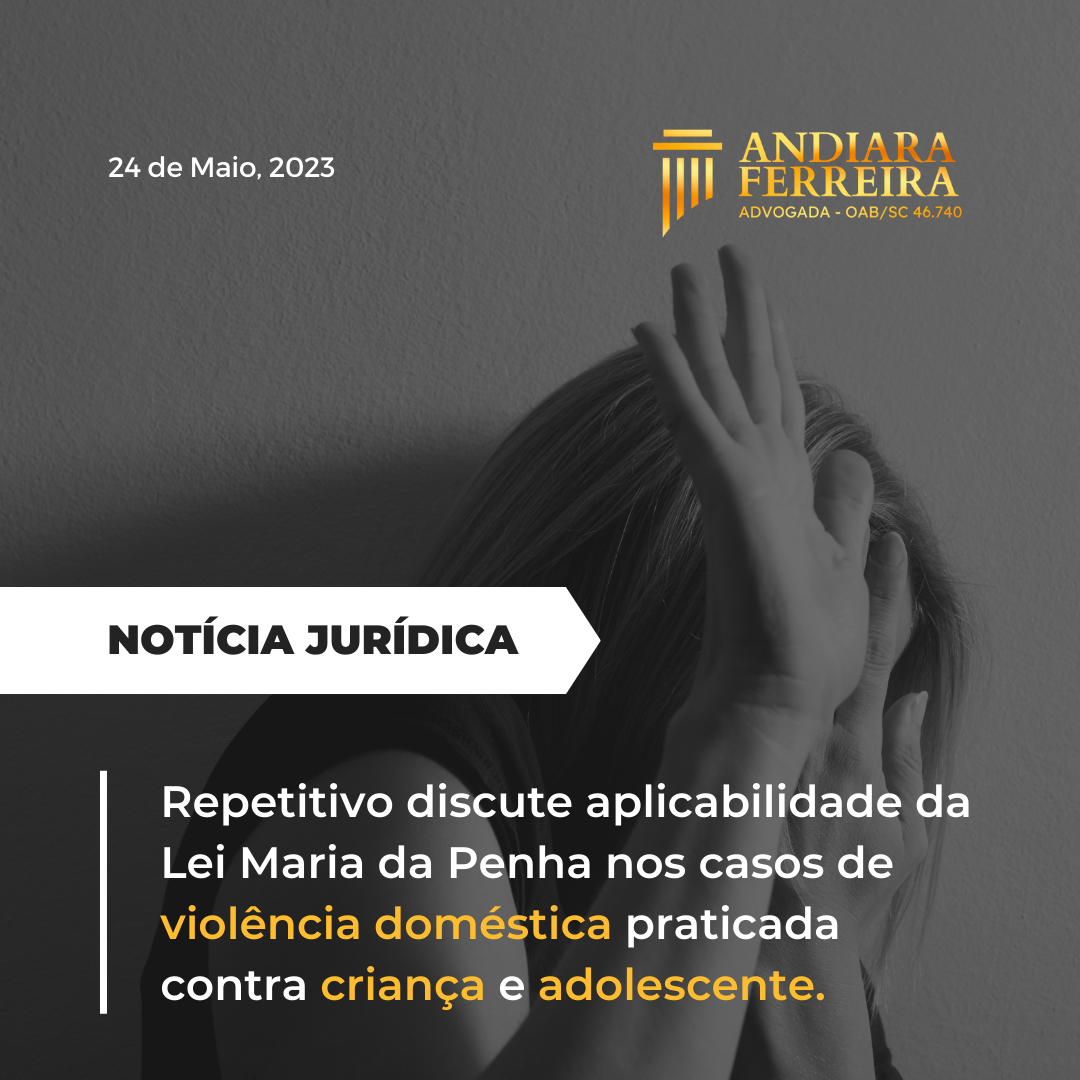 24 de Maio, 2023
ANDIARA
FERREIRA
ADVOGADA - OAB/SC 46.740
NOTÍCIA JURÍDICA
Repetitivo discute aplicabilidade da
Lei Maria da Penha nos casos de
violência doméstica praticada
contra criança e adolescente.